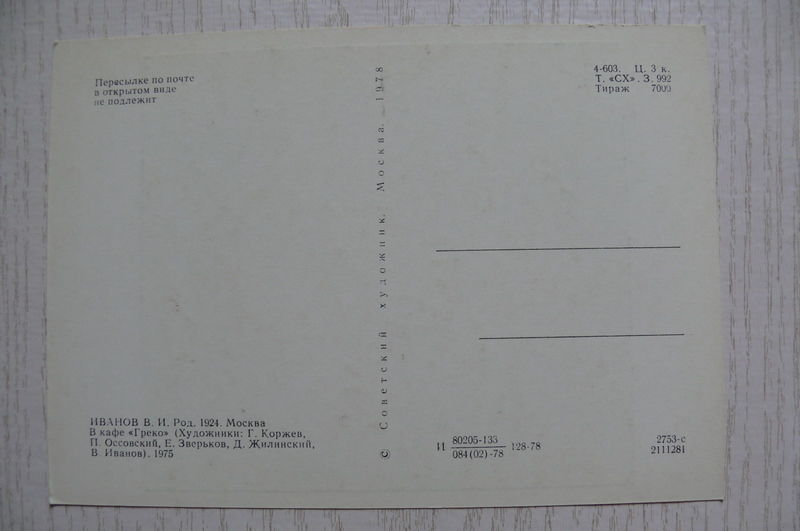 Пересылке по почте
в открытом виде
не подлежит
4-603. Ц. 3 к.
Т. «СХ». З. 992
Тираж 7000
© Советский художник. Москва. 1978
ИВАНОВ В. И. Род. 1924. Москва
В кафе «Греко» (Художники: Г. Коржев,
П. Оссовский, Е. Зверьков, Д. Жилинский,
В. Иванов). 1975
И 80205-133
084(02)-78 128-78
2753-с
2111281